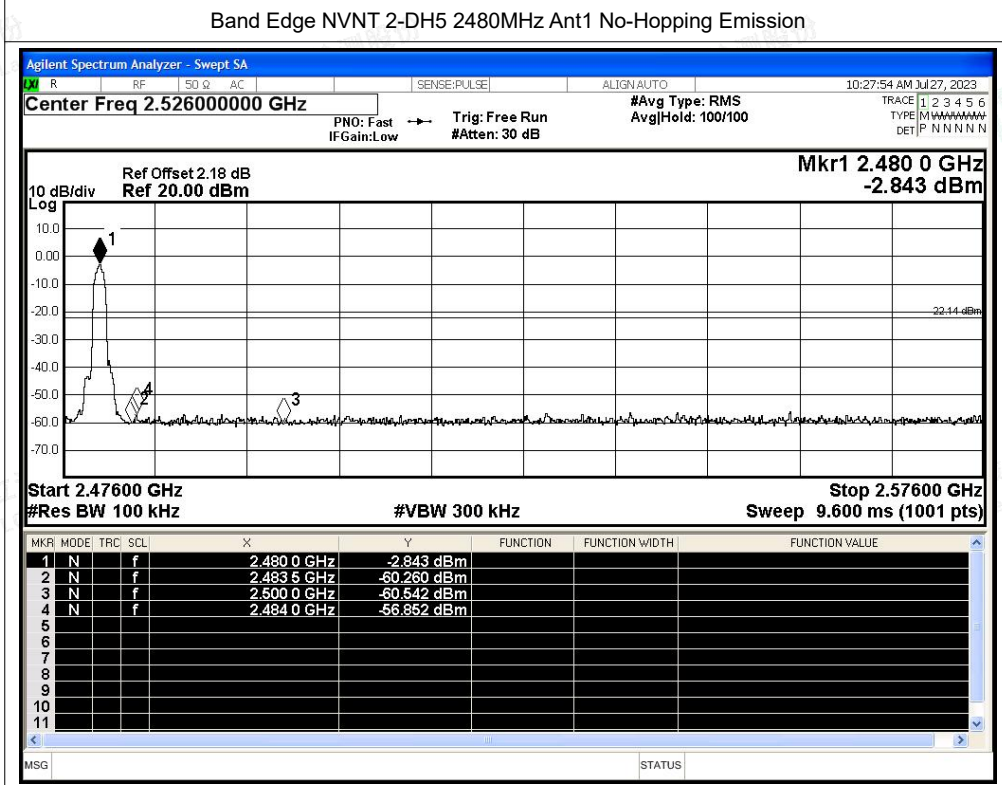 Band Edge NVNT 2-DH5 2480MHz Ant1 No-Hopping Emission
Agilent Spectrum Analyzer - Swept SA
LXI R RF 50 Ω AC SENSE:PULSE ALIGN AUTO 10:27:54 AM Jul 27, 2023
Center Freq 2.526000000 GHz
PNO: Fast
IFGain:Low
Trig: Free Run
#Atten: 30 dB
#Avg Type: RMS
Avg|Hold: 100/100
TRACE 1 2 3 4 5 6
TYPE M WWWWW
DET P N N N N N
Mkr1 2.480 0 GHz
-2.843 dBm
Ref Offset 2.18 dB
10 dB/div Ref 20.00 dBm
Log
10.0
0.00
-10.0
-20.0
-30.0
-40.0
-50.0
-60.0
-70.0
1
22.14 dBm
4
2
3
Start 2.47600 GHz Stop 2.57600 GHz
#Res BW 100 kHz #VBW 300 kHz Sweep 9.600 ms (1001 pts)
MKR MODE TRC SCL X Y FUNCTION FUNCTION WIDTH FUNCTION VALUE
1 N f 2.480 0 GHz -2.843 dBm
2 N f 2.483 5 GHz -60.260 dBm
3 N f 2.500 0 GHz -60.542 dBm
4 N f 2.484 0 GHz -56.852 dBm
5
6
7
8
9
10
11
MSG STATUS